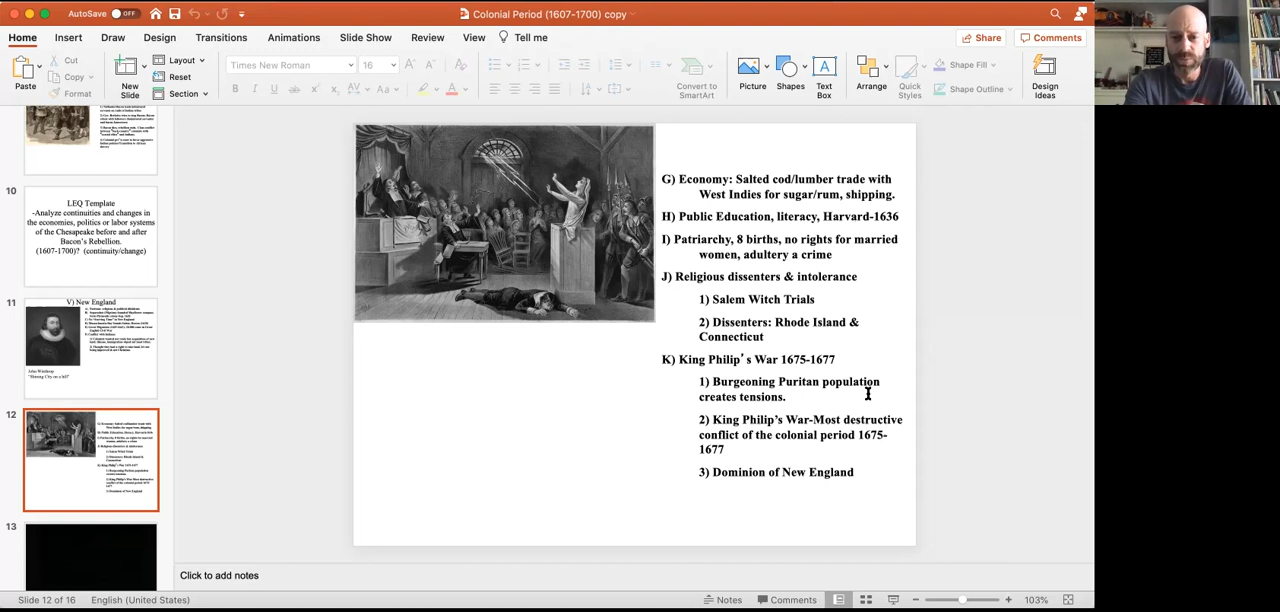 AutoSave OFF
Colonial Period (1607-1700) copy
Home Insert Draw Design Transitions Animations Slide Show Review View Tell me
Share Comments
Paste
Cut
Copy
Format
New Slide
Layout
Reset
Section
Times New Roman 16
Convert to SmartArt
Picture
Shapes
Text Box
Arrange
Quick Styles
Shape Fill
Shape Outline
Design Ideas
10
LEQ Template
-Analyze continuities and changes in
the economies, politics or labor systems
of the Chesapeake before and after
Bacon's Rebellion.
(1607-1700)? (continuity/change)
11
V) New England
John Winthrop
"Shining City on a hill"
12
13
G) Economy: Salted cod/lumber trade with
West Indies for sugar/rum, shipping.
H) Public Education, literacy, Harvard-1636
I) Patriarchy, 8 births, no rights for married
women, adultery a crime
J) Religious dissenters & intolerance
1) Salem Witch Trials
2) Dissenters: Rhode Island &
Connecticut
K) King Philip's War 1675-1677
1) Burgeoning Puritan population
creates tensions.
2) King Philip's War-Most destructive
conflict of the colonial period 1675-
1677
3) Dominion of New England
Click to add notes
Slide 12 of 16 English (United States)
Notes Comments 103%